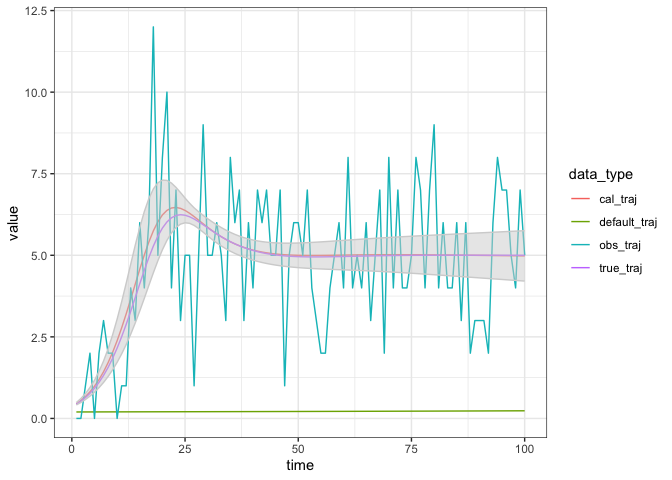 12.5
10.0
7.5
5.0
2.5
0.0
value
0
25
50
75
100
time
data_type
cal_traj
default_traj
obs_traj
true_traj